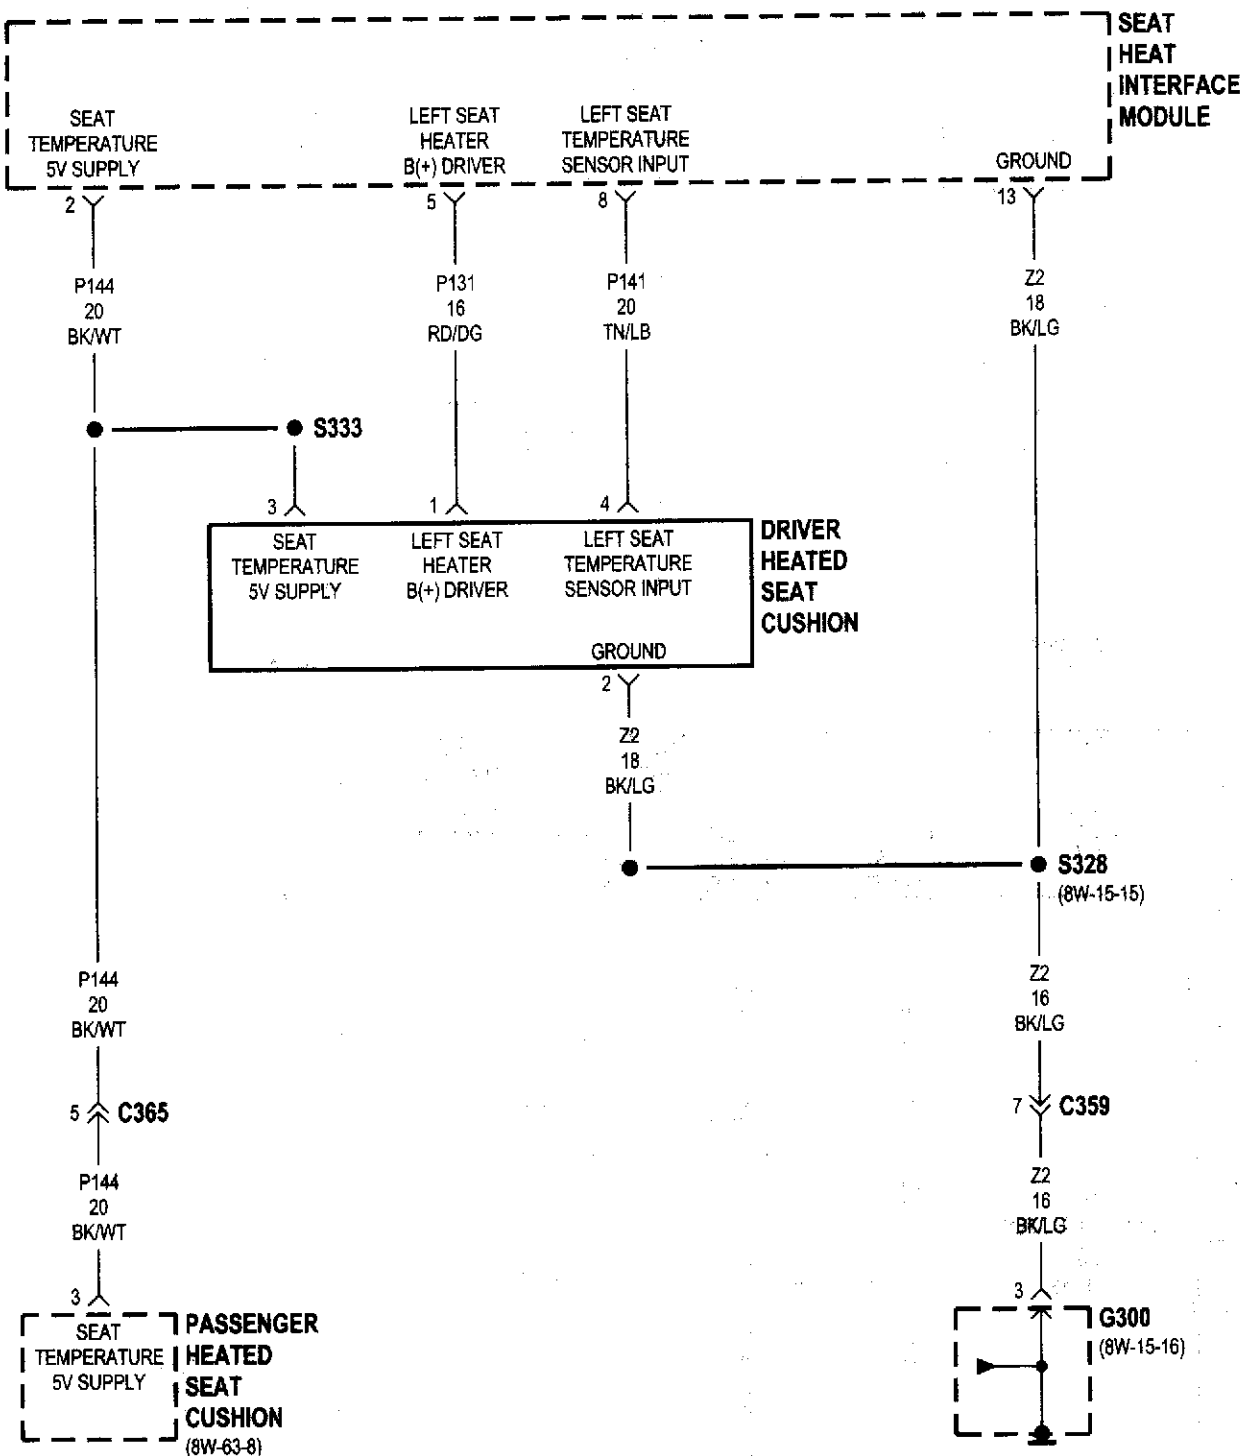 SEAT
HEAT
INTERFACE
MODULE
SEAT
TEMPERATURE
5V SUPPLY
LEFT SEAT
HEATER
B(+) DRIVER
LEFT SEAT
TEMPERATURE
SENSOR INPUT
GROUND
2
5
8
13
P144
20
BK/WT
P131
16
RD/DG
P141
20
TN/LB
Z2
18
BK/LG
S333
3
1
4
SEAT
TEMPERATURE
5V SUPPLY
LEFT SEAT
HEATER
B(+) DRIVER
LEFT SEAT
TEMPERATURE
SENSOR INPUT
DRIVER
HEATED
SEAT
CUSHION
GROUND
2
Z2
18
BK/LG
S328
(8W-15-15)
P144
20
BK/WT
Z2
16
BK/LG
5
C365
7
C359
P144
20
BK/WT
Z2
16
BK/LG
3
3
SEAT
TEMPERATURE
5V SUPPLY
PASSENGER
HEATED
SEAT
CUSHION
(8W-63-8)
G300
(8W-15-16)